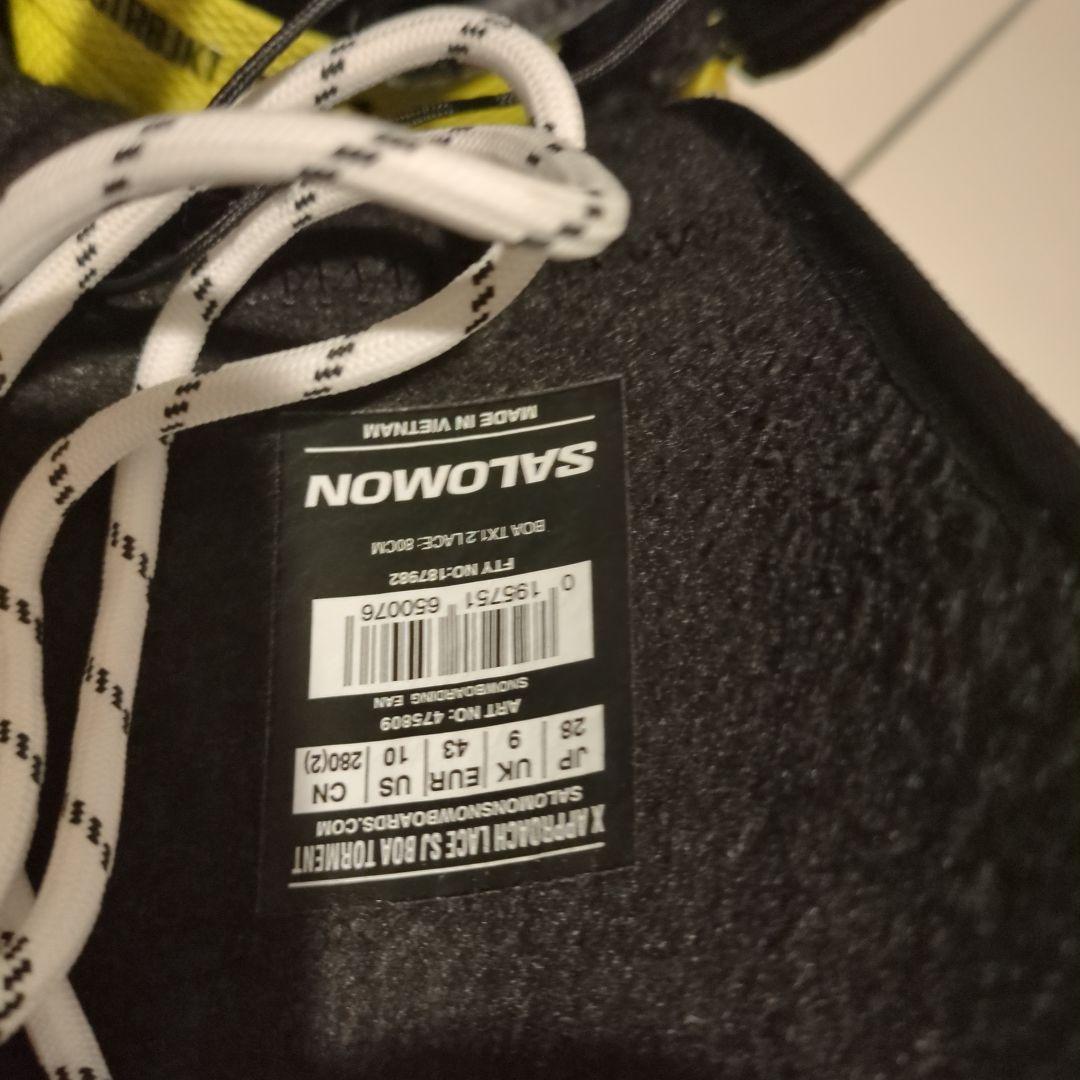 X APPROACH LACE SJ BOA TORMENT
SALOMONSNOWBOARDS.COM
JP UK EUR US CN
28 9 43 10 280(2)
ART NO: 475809
SNOWBOARDING EAN
0 195751 650076
FTY NO:187982
BOA TX1.2 LACE: 80CM
SALOMON
MADE IN VIETNAM